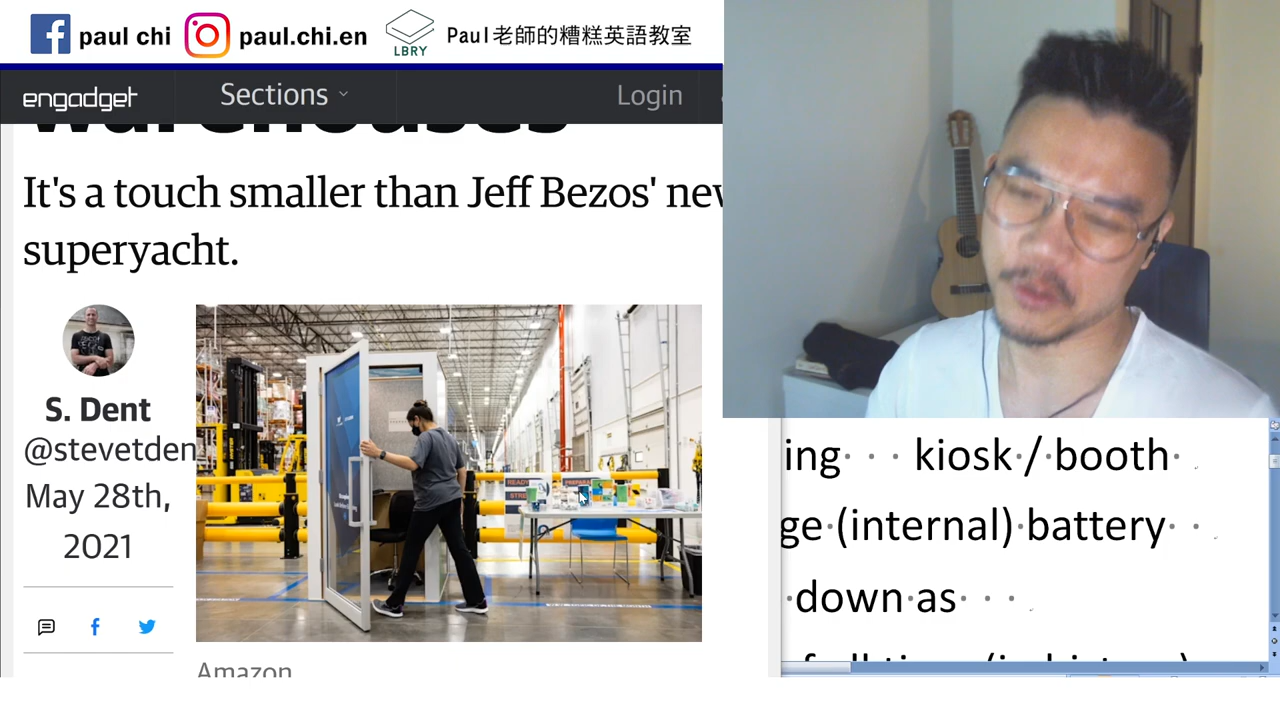 paul chi
paul.chi.en
LBRY
Paul老師的糟糕英語教室
engadget
Sections
Login
warehouses
It's a touch smaller than Jeff Bezos' new
superyacht.
S. Dent
@stevetden
May 28th,
2021
Amazon
ing kiosk / booth
ge (internal) battery
down as